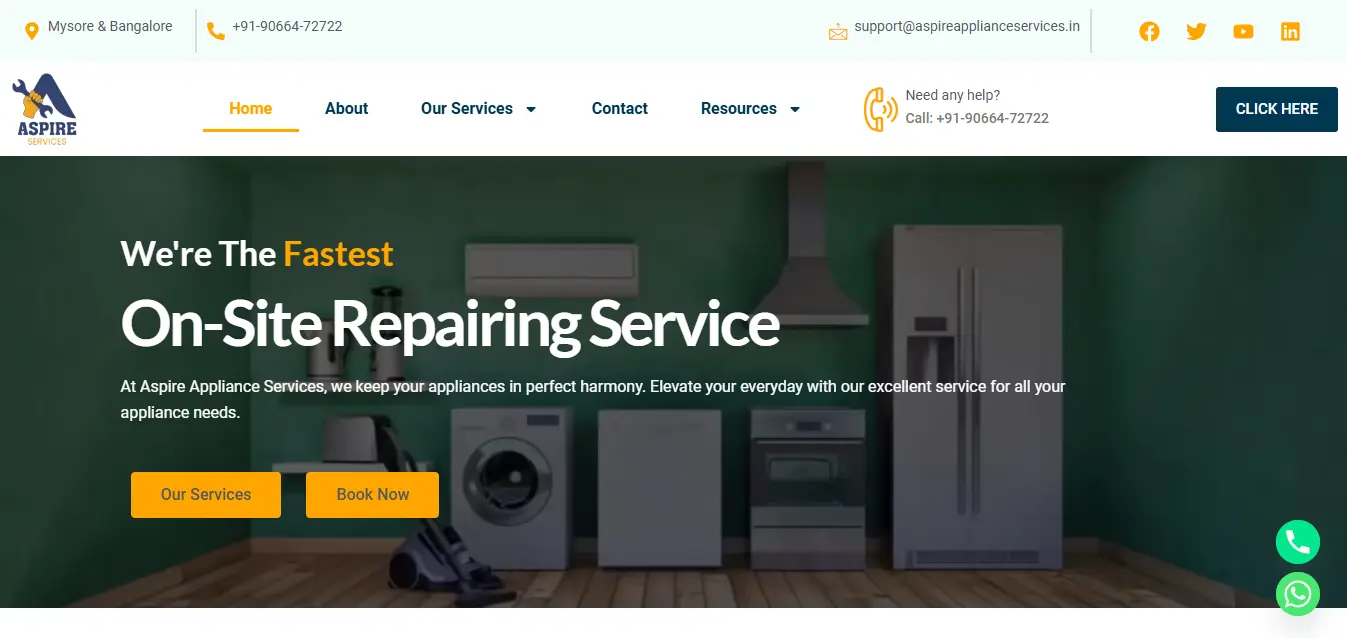 Mysore & Bangalore
+91-90664-72722
support@aspireapplianceservices.in
ASPIRE
SERVICES
Home
About
Our Services
Contact
Resources
Need any help?
Call: +91-90664-72722
CLICK HERE
We're The Fastest
On-Site Repairing Service
At Aspire Appliance Services, we keep your appliances in perfect harmony. Elevate your everyday with our excellent service for all your
appliance needs.
Our Services
Book Now